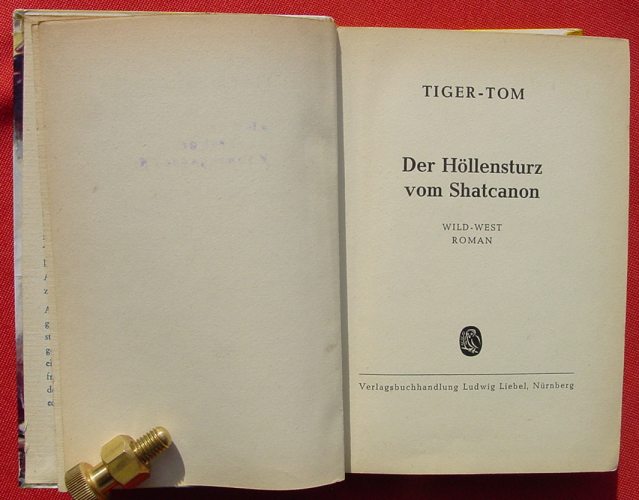 TIGER-TOM
Der Höllensturz
vom Shatcanon
WILD-WEST
ROMAN
Verlagsbuchhandlung Ludwig Liebel, Nürnberg